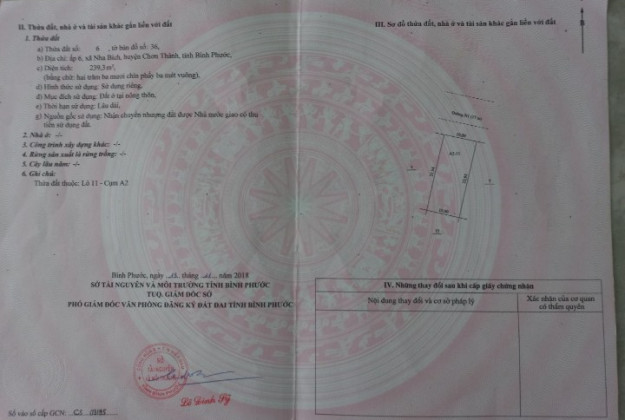 II. Thửa đất, nhà ở và tài sản khác gắn liền với đất
1. Thửa đất
a) Thửa đất số: 6 , tờ bản đồ số: 36,
b) Địa chỉ: ấp 6, xã Nha Bích, huyện Chơn Thành, tỉnh Bình Phước,
c) Diện tích: 239,3 m²,
(bằng chữ: hai trăm ba mươi chín phẩy ba mét vuông),
d) Hình thức sử dụng: Sử dụng riêng,
đ) Mục đích sử dụng: Đất ở tại nông thôn,
e) Thời hạn sử dụng: Lâu dài,
g) Nguồn gốc sử dụng: Nhận chuyển nhượng đất được Nhà nước giao có thu
tiền sử dụng đất.
2. Nhà ở: -/-
3. Công trình xây dựng khác: -/-
4. Rừng sản xuất là rừng trồng: -/-
5. Cây lâu năm: -/-
6. Ghi chú:
Thửa đất thuộc: Lô 11 - Cụm A2
Bình Phước, ngày tháng năm 2018
SỞ TÀI NGUYÊN VÀ MÔI TRƯỜNG TỈNH BÌNH PHƯỚC
TUQ. GIÁM ĐỐC SỞ
PHÓ GIÁM ĐỐC VĂN PHÒNG ĐĂNG KÝ ĐẤT ĐAI TỈNH BÌNH PHƯỚC
Lê Đình
Số vào sổ cấp GCN: CS
III. Sơ đồ thửa đất, nhà ở và tài sản khác gắn liền với đất
IV. Những thay đổi sau khi cấp giấy chứng nhận
Nội dung thay đổi và cơ sở pháp lý
Xác nhận của cơ quan
có thẩm quyền